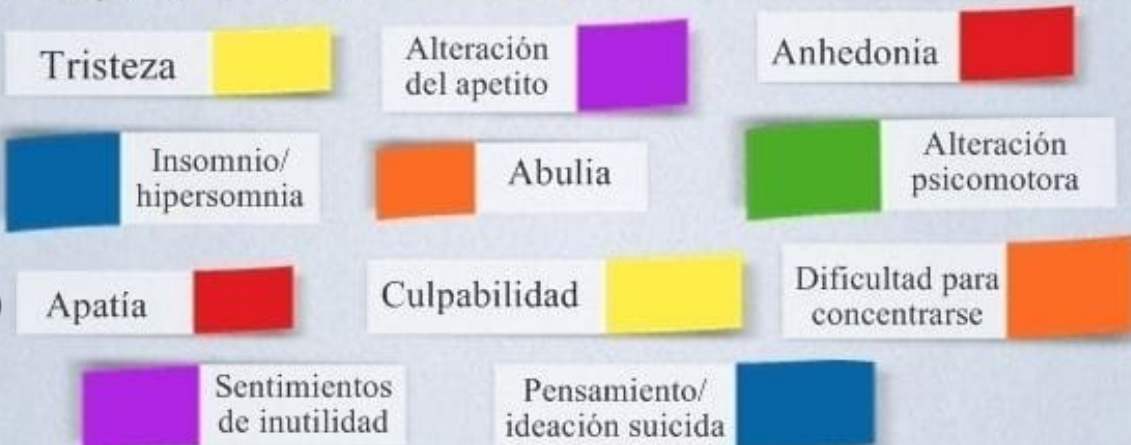 Tristeza
Alteración
del apetito
Anhedonia
Insomnio/
hipersomnia
Abulia
Alteración
psicomotora
Apatía
Culpabilidad
Dificultad para
concentrarse
Sentimientos
de inutilidad
Pensamiento/
ideación suicida